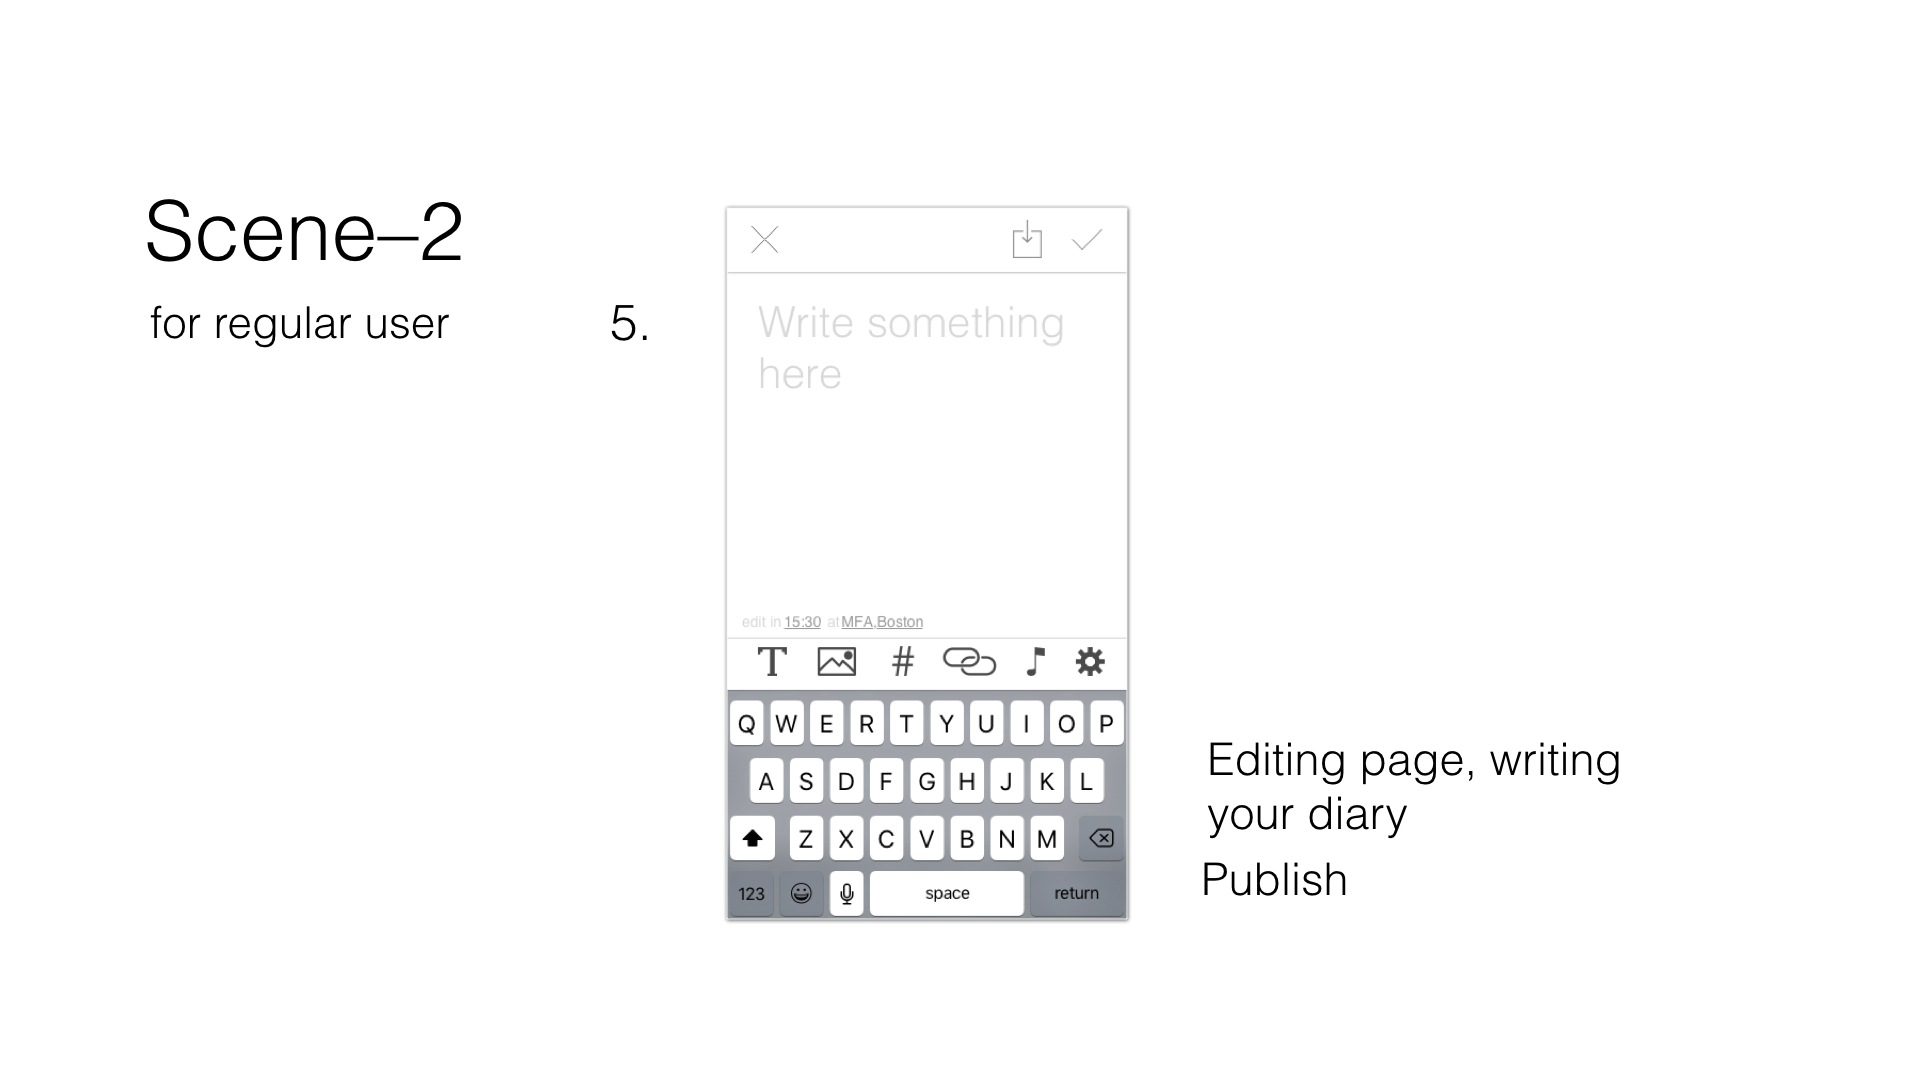 Scene–2
for regular user
5.
Write something
here
edit in 15:30 at MFA,Boston
T #
Q W E R T Y U I O P
A S D F G H J K L
Z X C V B N M
123 space return
Editing page, writing
your diary
Publish